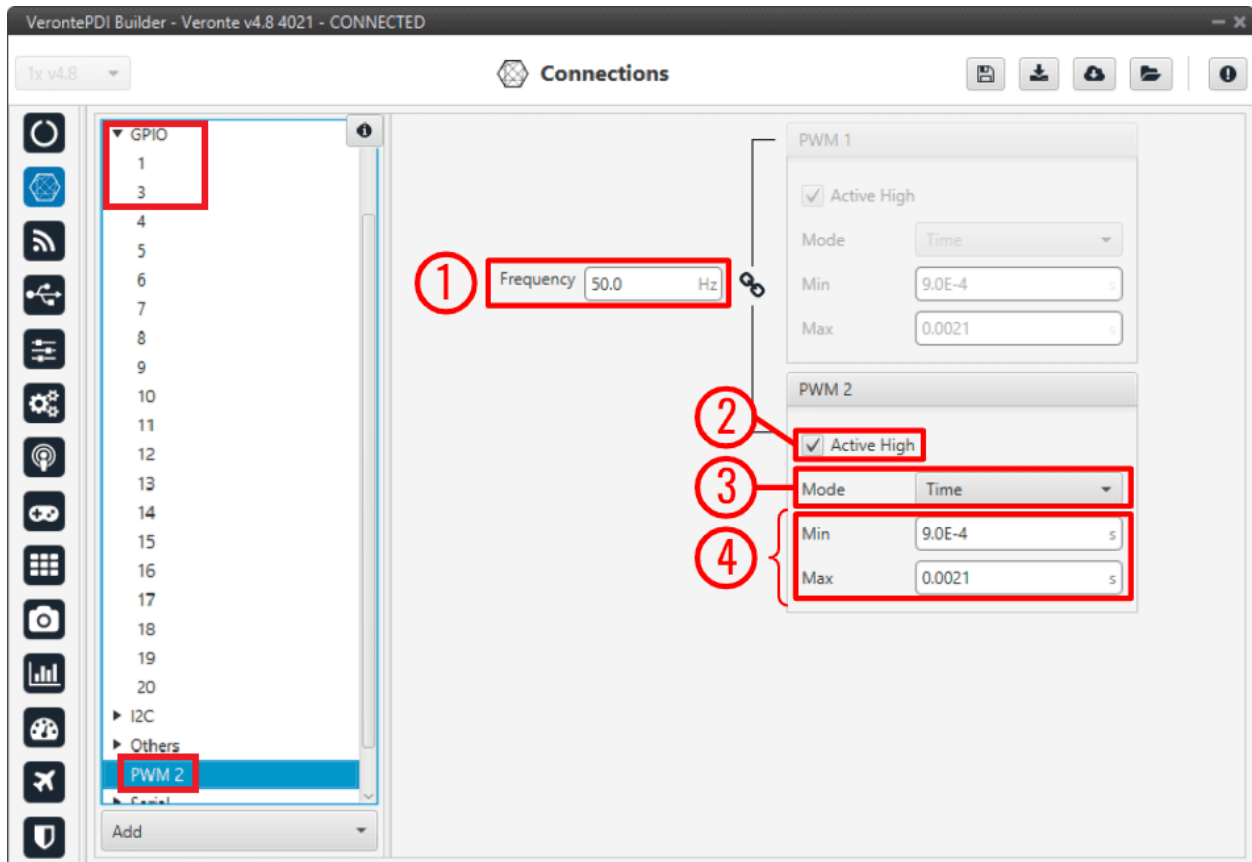 VerontePDI Builder - Veronte v4.8 4021 - CONNECTED
1x v4.8
Connections
GPIO
1
3
4
5
6
7
8
9
10
11
12
13
14
15
16
17
18
19
20
I2C
Others
PWM 2
Serial
Add
1
Frequency 50.0 Hz
PWM 1
Active High
Mode Time
Min 9.0E-4 s
Max 0.0021 s
PWM 2
2
Active High
3
Mode Time
4
Min 9.0E-4 s
Max 0.0021 s